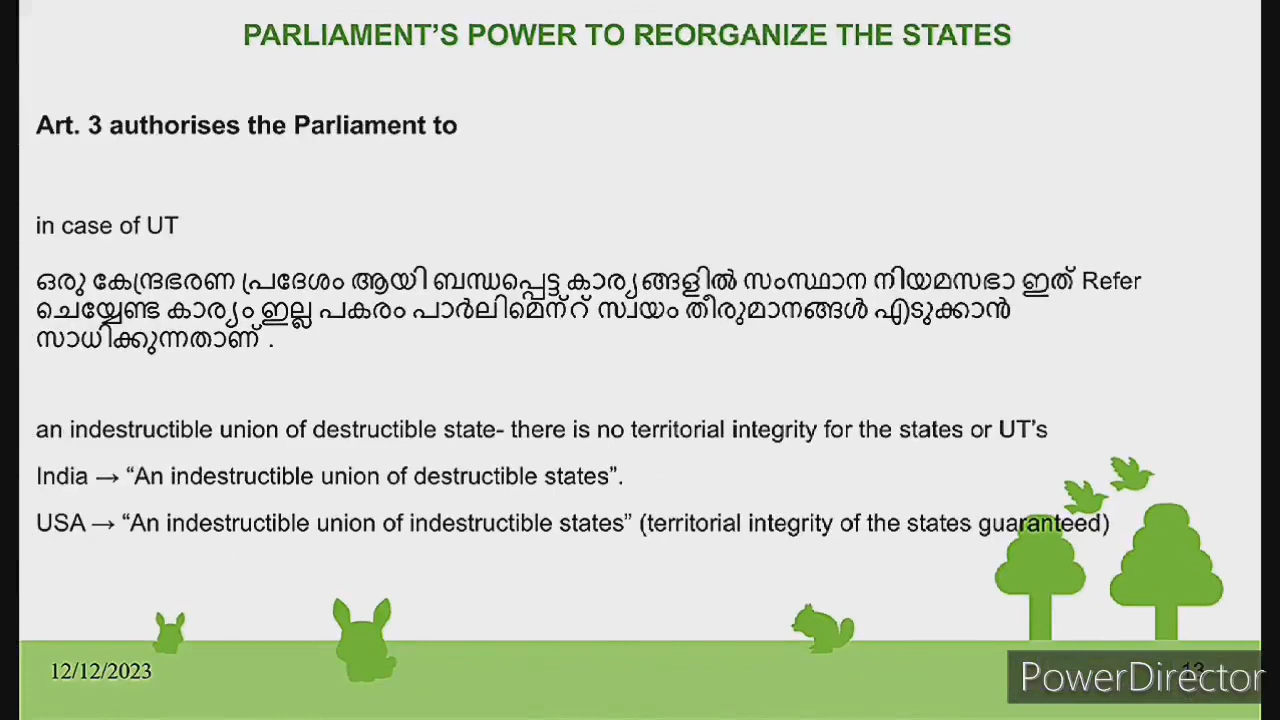 PARLIAMENT'S POWER TO REORGANIZE THE STATES
Art. 3 authorises the Parliament to
in case of UT
ഒരു കേന്ദ്രഭരണ പ്രദേശം ആയി ബന്ധപ്പെട്ട കാര്യങ്ങളിൽ സംസ്ഥാന നിയമസഭാ ഇത് Refer
ചെയ്യേണ്ട കാര്യം ഇല്ല പകരം പാർലിമെന്റ് സ്വയം തീരുമാനങ്ങൾ എടുക്കാൻ
സാധിക്കുന്നതാണ് .
an indestructible union of destructible state- there is no territorial integrity for the states or UT's
India → “An indestructible union of destructible states”.
USA → “An indestructible union of indestructible states” (territorial integrity of the states guaranteed)
12/12/2023
13
PowerDirector